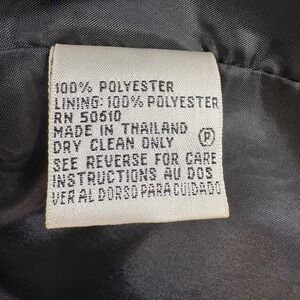 100% POLYESTER
LINING: 100% POLYESTER
RN 50610
MADE IN THAILAND
DRY CLEAN ONLY Ⓟ
SEE REVERSE FOR CARE
INSTRUCTIONS AU DOS
VER AL DORSO PARA CUIDADO